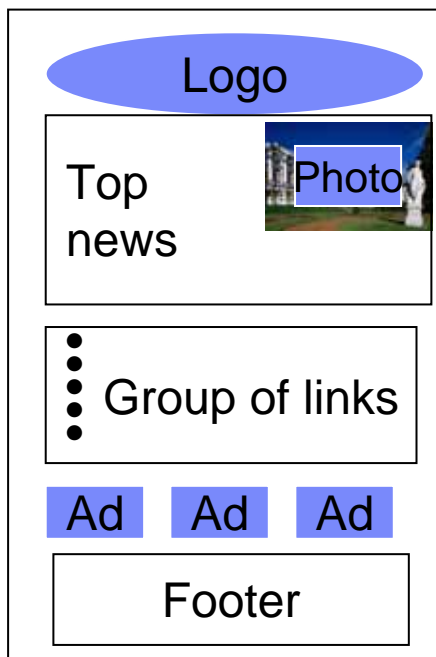 Logo
Top
news
Photo
Group of links
Ad Ad Ad
Footer